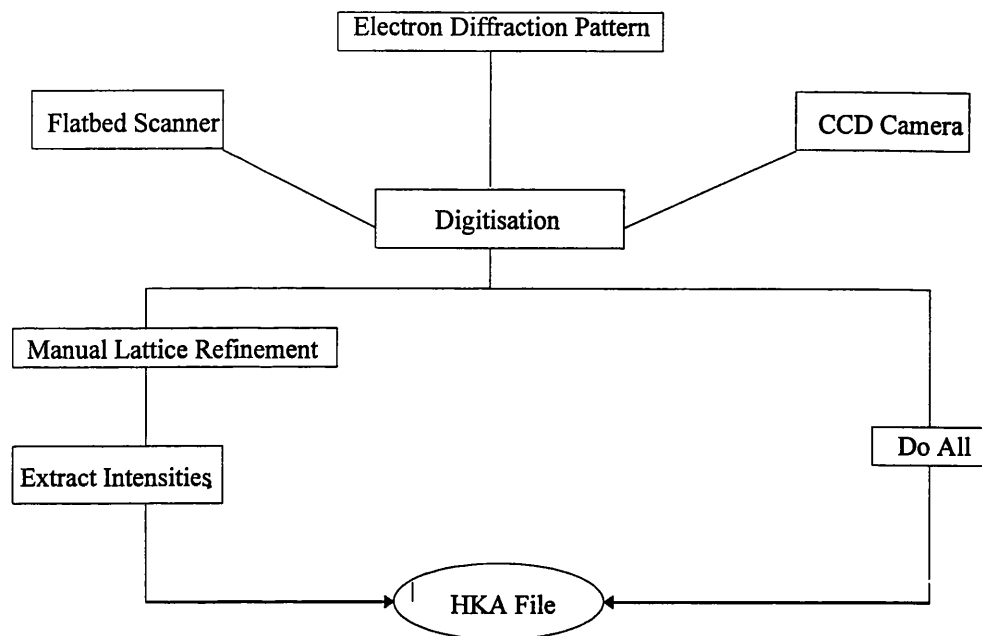 Electron Diffraction Pattern
Flatbed Scanner
CCD Camera
Digitisation
Manual Lattice Refinement
Do All
Extract Intensities
HKA File